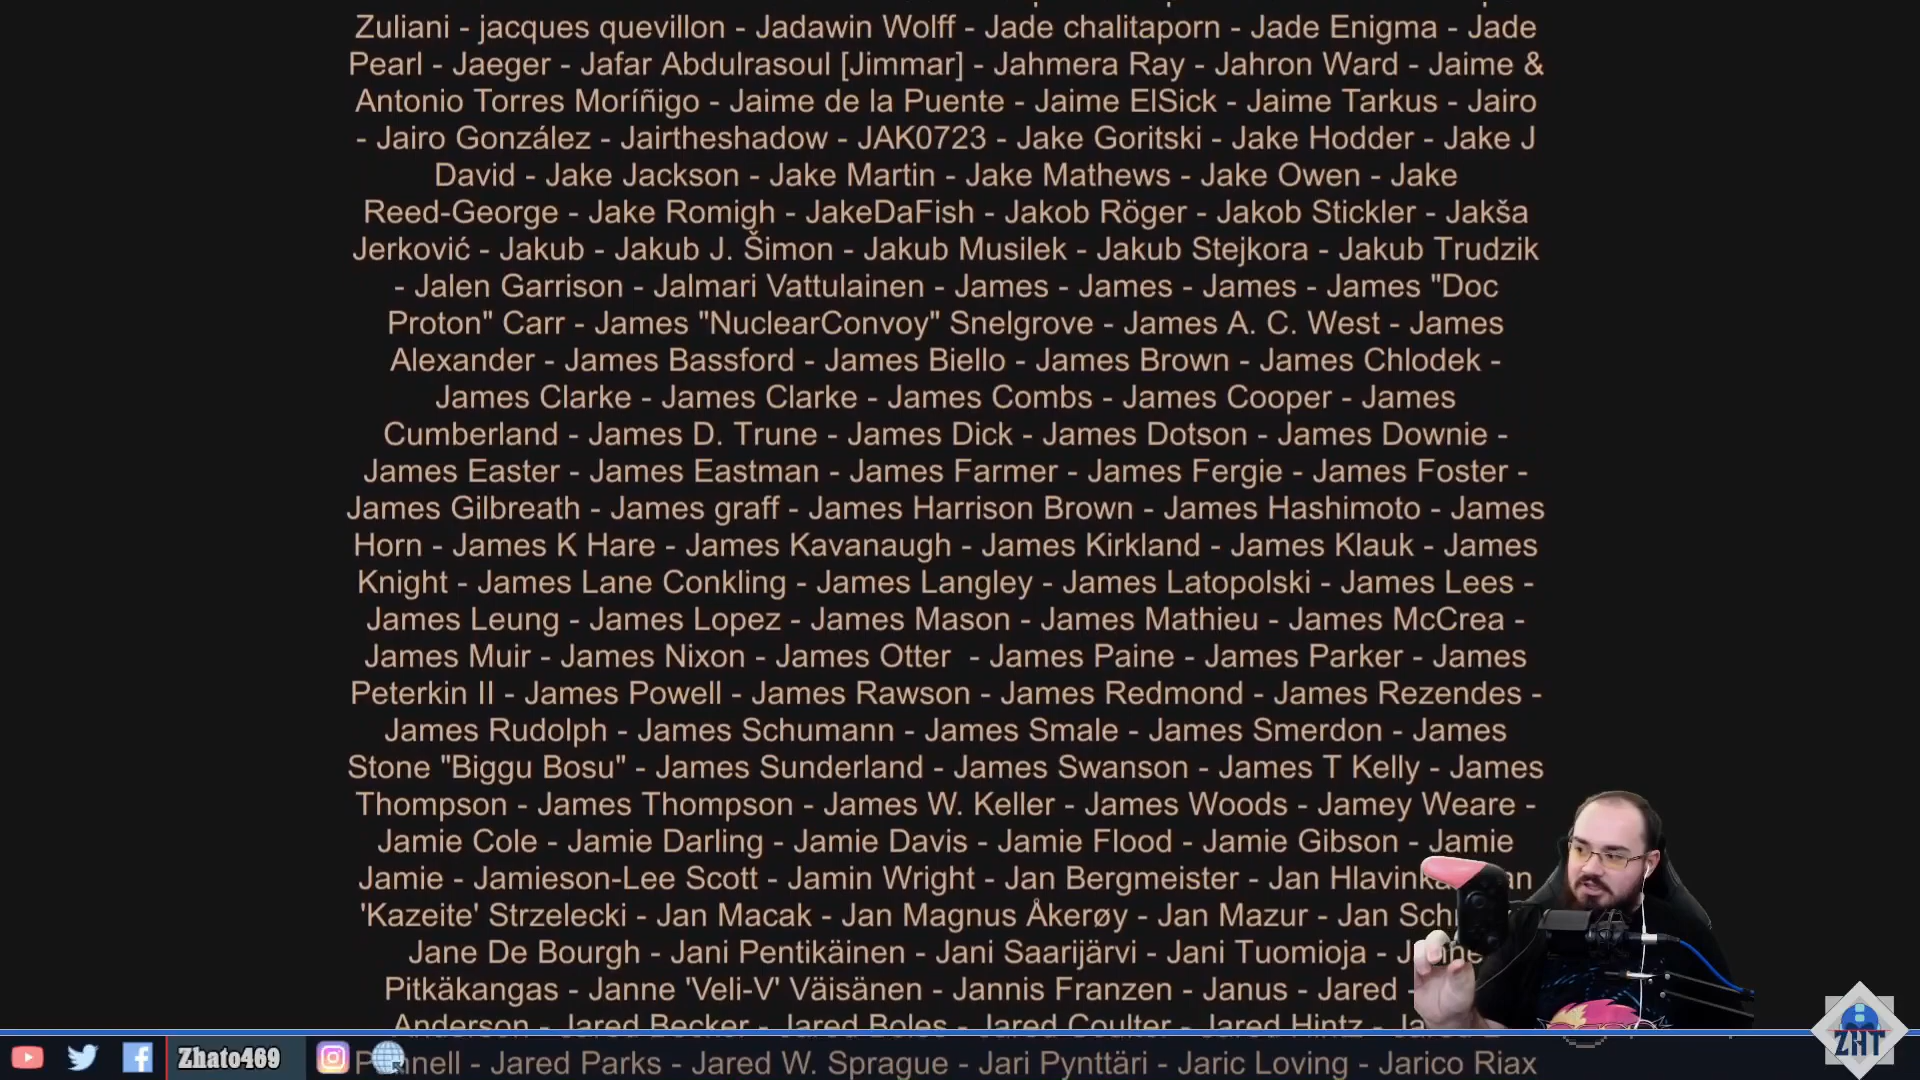 Zuliani - jacques quevillon - Jadawin Wolff - Jade chalitaporn - Jade Enigma - Jade
Pearl - Jaeger - Jafar Abdulrasoul [Jimmar] - Jahmera Ray - Jahron Ward - Jaime &
Antonio Torres Moríñigo - Jaime de la Puente - Jaime ElSick - Jaime Tarkus - Jairo
- Jairo González - Jairtheshadow - JAK0723 - Jake Goritski - Jake Hodder - Jake J
David - Jake Jackson - Jake Martin - Jake Mathews - Jake Owen - Jake
Reed-George - Jake Romigh - JakeDaFish - Jakob Röger - Jakob Stickler - Jakša
Jerković - Jakub - Jakub J. Šimon - Jakub Musilek - Jakub Stejkora - Jakub Trudzik
- Jalen Garrison - Jalmari Vattulainen - James - James - James - James "Doc
Proton" Carr - James "NuclearConvoy" Snelgrove - James A. C. West - James
Alexander - James Bassford - James Biello - James Brown - James Chlodek -
James Clarke - James Clarke - James Combs - James Cooper - James
Cumberland - James D. Trune - James Dick - James Dotson - James Downie -
James Easter - James Eastman - James Farmer - James Fergie - James Foster -
James Gilbreath - James graff - James Harrison Brown - James Hashimoto - James
Horn - James K Hare - James Kavanaugh - James Kirkland - James Klauk - James
Knight - James Lane Conkling - James Langley - James Latopolski - James Lees -
James Leung - James Lopez - James Mason - James Mathieu - James McCrea -
James Muir - James Nixon - James Otter - James Paine - James Parker - James
Peterkin II - James Powell - James Rawson - James Redmond - James Rezendes -
James Rudolph - James Schumann - James Smale - James Smerdon - James
Stone "Biggu Bosu" - James Sunderland - James Swanson - James T Kelly - James
Thompson - James Thompson - James W. Keller - James Woods - Jamey Weare -
Jamie Cole - Jamie Darling - Jamie Davis - Jamie Flood - Jamie Gibson - Jamie
Jamie - Jamieson-Lee Scott - Jamin Wright - Jan Bergmeister - Jan
'Kazeite' Strzelecki - Jan Macak - Jan Magnus Åkerøy - Jan Mazur - Jan
Jane De Bourgh - Jani Pentikäinen - Jani Saarijärvi - Jani Tuomioja -
Pitkäkangas - Janne 'Veli-V' Väisänen - Jannis Franzen - Janus - Jared -
Anderson - Jared Becker - Jared Boles - Jared Coulter - Jared Hintz -
Zhato469
- Jared Parks - Jared W. Sprague - Jari Pynttäri - Jaric Loving - Jarico Riax
ZHT